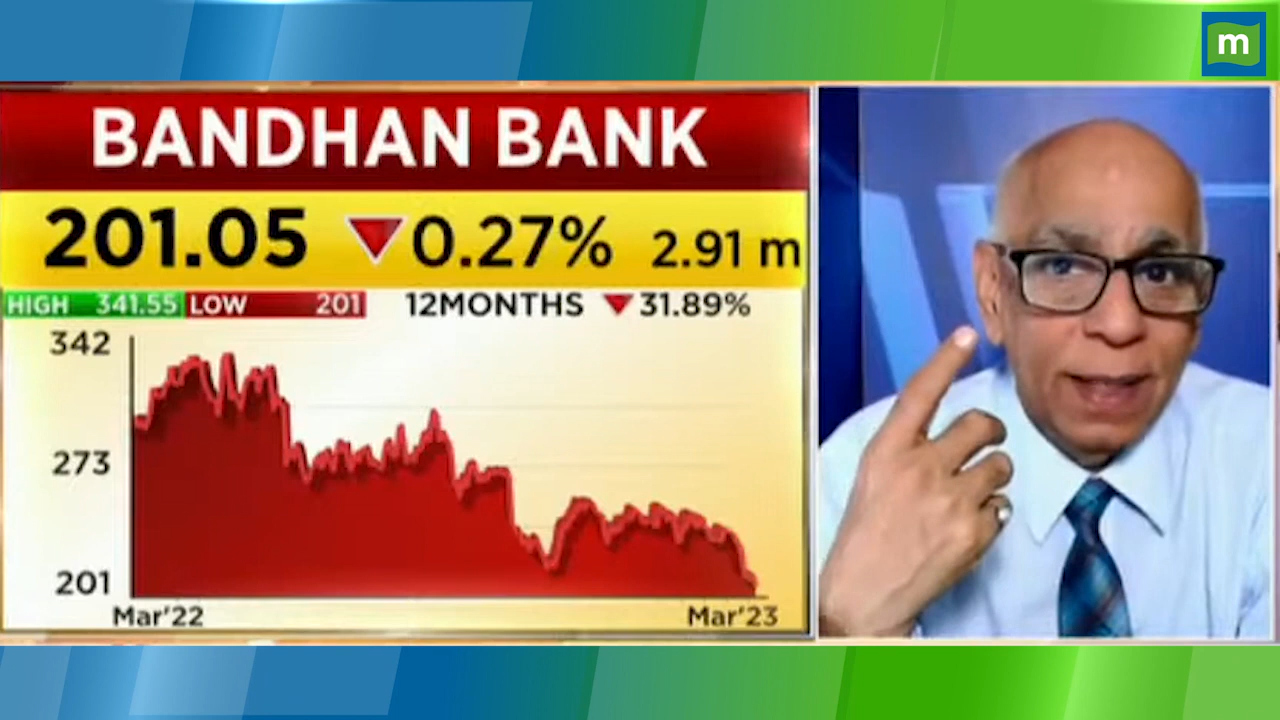 m
BANDHAN BANK
201.05 ▼ 0.27% 2.91 m
HIGH 341.55 LOW 201 12MONTHS ▼ 31.89%
342
273
201
Mar'22 Mar'23